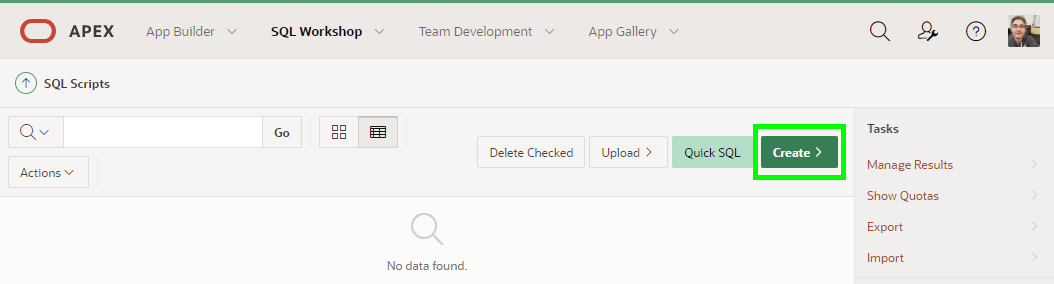 APEX App Builder SQL Workshop Team Development App Gallery
SQL Scripts
Go
Delete Checked Upload Quick SQL Create
Actions
No data found.
Tasks
Manage Results
Show Quotas
Export
Import